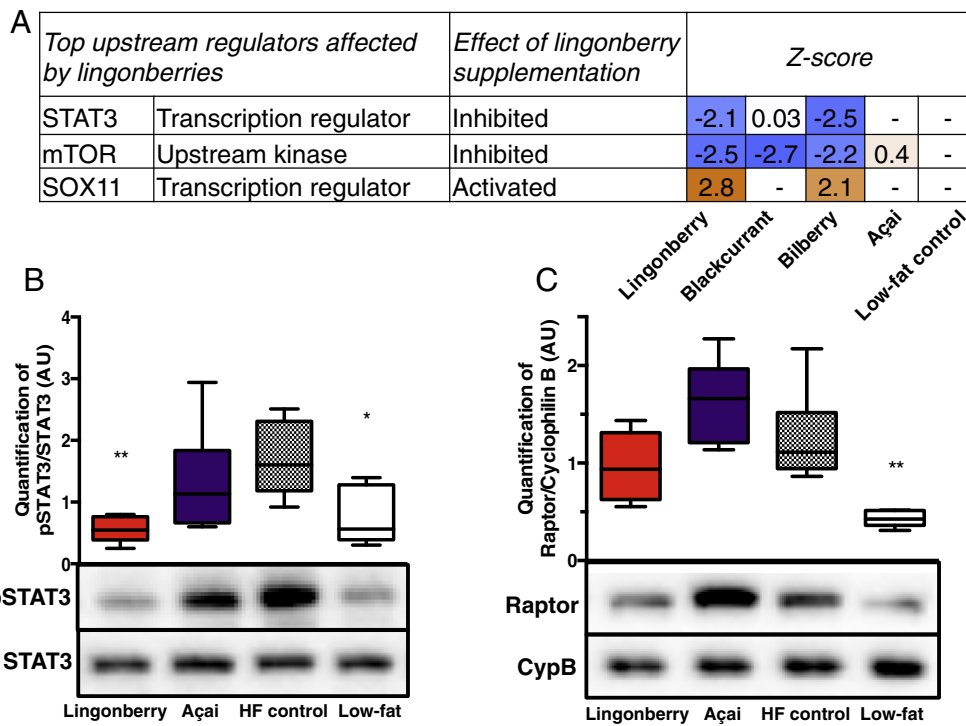 A
Top upstream regulators affected by lingonberries
Effect of lingonberry supplementation
Z-score
STAT3 Transcription regulator Inhibited -2.1 0.03 -2.5 - -
mTOR Upstream kinase Inhibited -2.5 -2.7 -2.2 0.4 -
SOX11 Transcription regulator Activated 2.8 - 2.1 - -
Lingonberry
Blackcurrant
Bilberry
Açai
Low-fat control
B
Quantification of
pSTAT3/STAT3 (AU)
4
3
2
1
0
**
*
pSTAT3
STAT3
Lingonberry Açai HF control Low-fat
C
Quantification of
Raptor/Cyclophilin B (AU)
2
1
0
**
Raptor
CypB
Lingonberry Açai HF control Low-fat